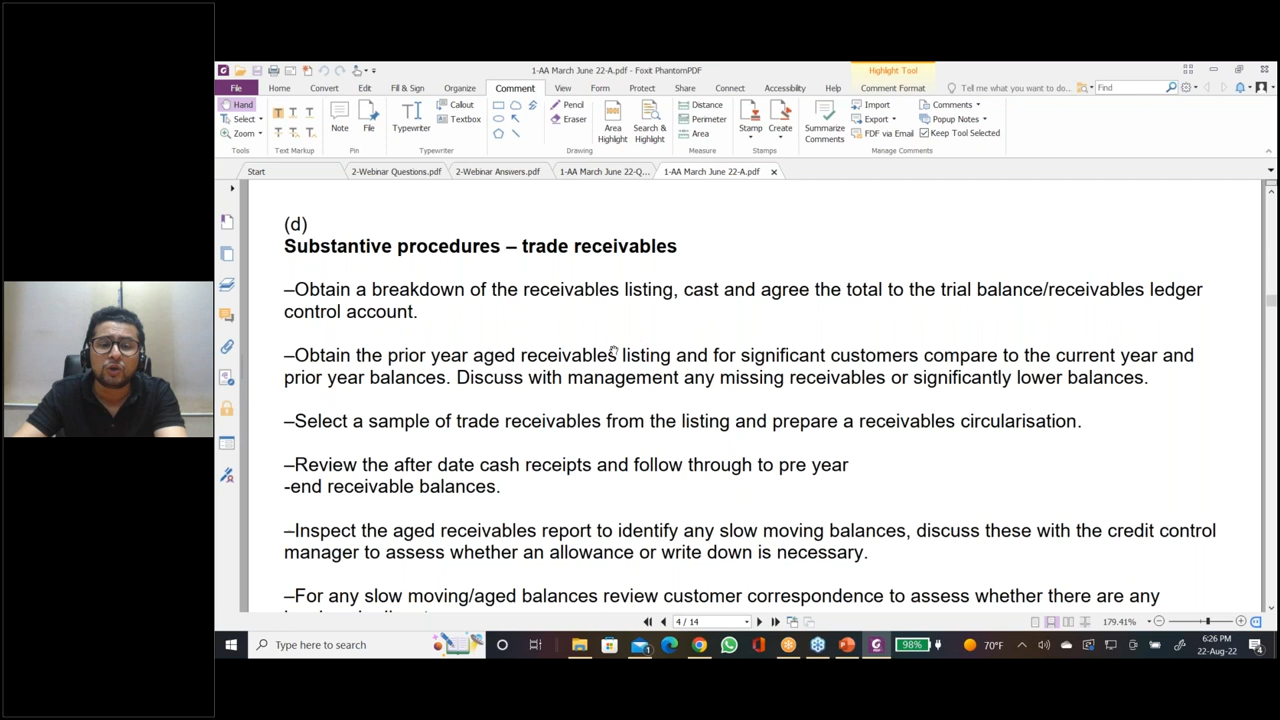 1-AA March June 22-A.pdf - Foxit PhantomPDF
Highlight Tool
File Home Convert Edit Fill & Sign Organize Comment View Form Protect Share Connect Accessibility Help Comment Format Tell me what you want to do... Find
Hand
Select
Zoom
Note
File
Typewriter
Callout
Textbox
Pencil
Eraser
Area Highlight
Search & Highlight
Distance
Perimeter
Area
Stamp
Create
Summarize Comments
Import
Export
FDF via Email
Comments
Popup Notes
Keep Tool Selected
Tools Text Markup Pin Typewriter Drawing Measure Stamps Manage Comments
Start 2-Webinar Questions.pdf 2-Webinar Answers.pdf 1-AA March June 22-Q... 1-AA March June 22-A.pdf
(d)
Substantive procedures – trade receivables
–Obtain a breakdown of the receivables listing, cast and agree the total to the trial balance/receivables ledger
control account.
–Obtain the prior year aged receivables listing and for significant customers compare to the current year and
prior year balances. Discuss with management any missing receivables or significantly lower balances.
–Select a sample of trade receivables from the listing and prepare a receivables circularisation.
–Review the after date cash receipts and follow through to pre year
-end receivable balances.
–Inspect the aged receivables report to identify any slow moving balances, discuss these with the credit control
manager to assess whether an allowance or write down is necessary.
–For any slow moving/aged balances review customer correspondence to assess whether there are any
4 / 14
179.41%
Type here to search
98%
70°F
6:26 PM
22-Aug-22